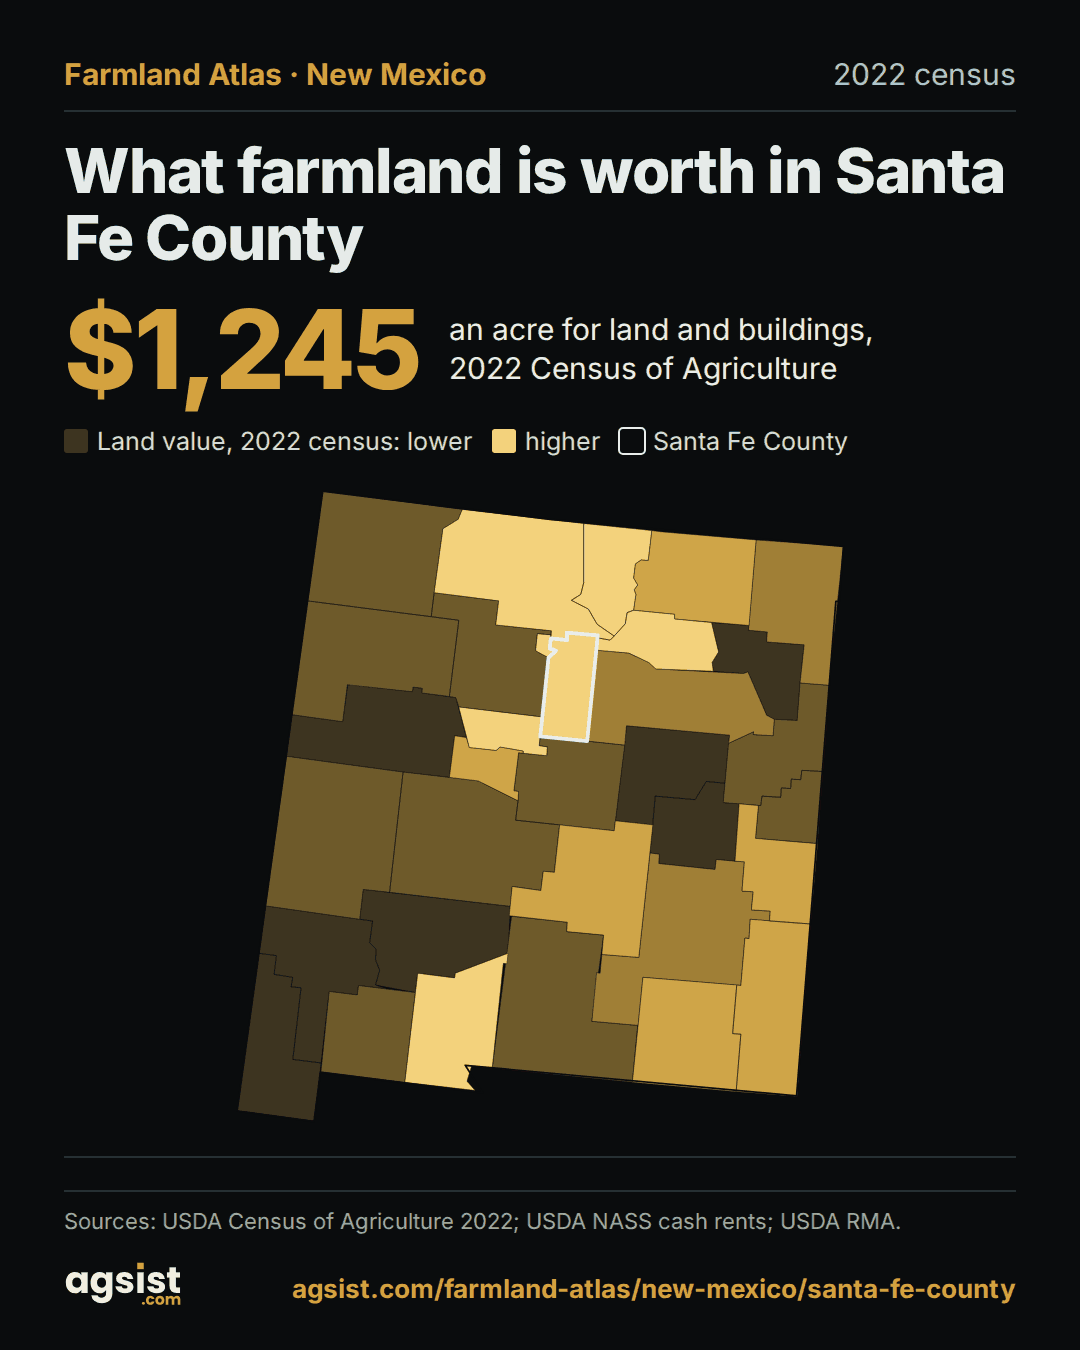 Farmland Atlas · New Mexico
2022 census
What farmland is worth in Santa
Fe County
$1,245
an acre for land and buildings,
2022 Census of Agriculture
Land value, 2022 census: lower
higher
Santa Fe County
Sources: USDA Census of Agriculture 2022; USDA NASS cash rents; USDA RMA.
agsist
.com
agsist.com/farmland-atlas/new-mexico/santa-fe-county